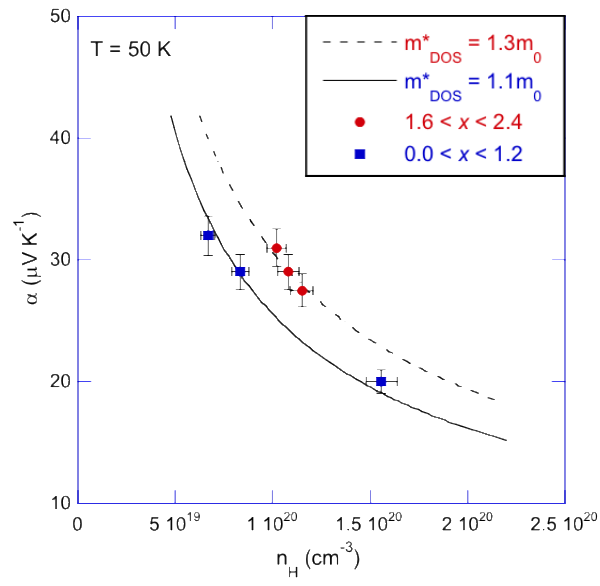 50
40
30
20
10
α (μV K⁻¹)
T = 50 K
m*DOS = 1.3m₀
m*DOS = 1.1m₀
1.6 < x < 2.4
0.0 < x < 1.2
0
5 10¹⁹
1 10²⁰
1.5 10²⁰
2 10²⁰
2.5 10²⁰
nH (cm⁻³)